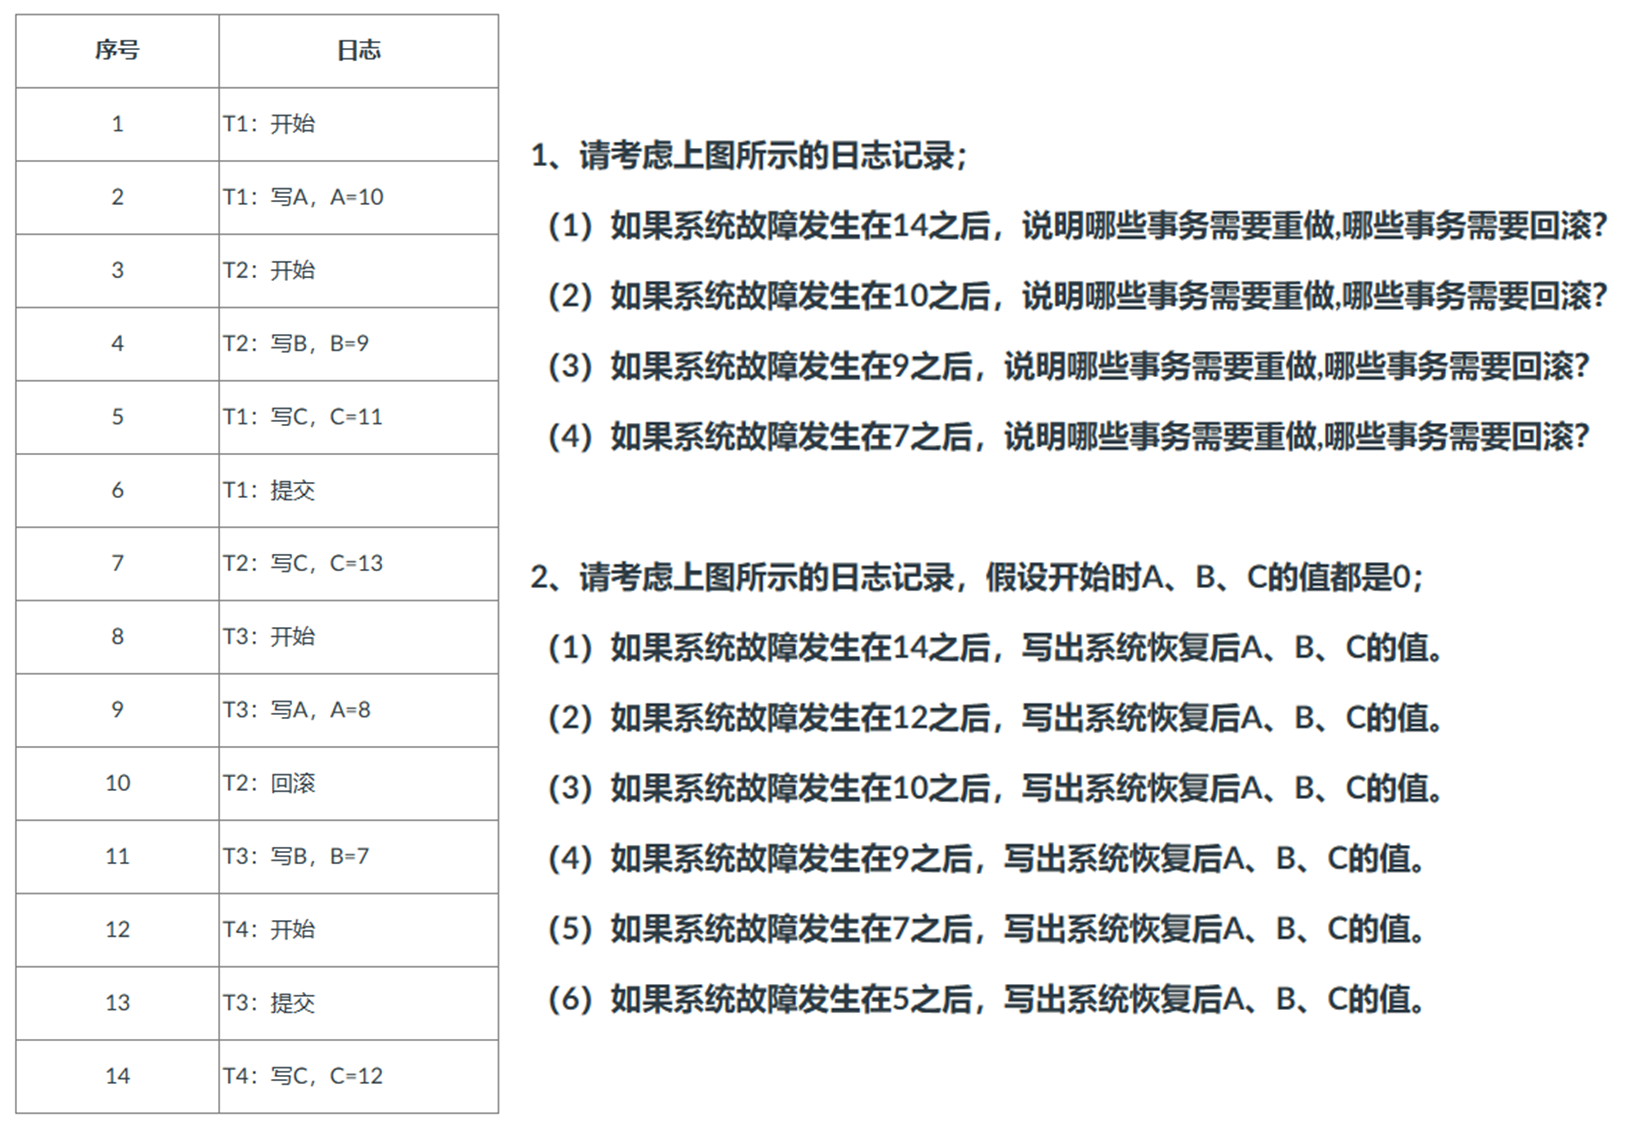 序号 日志
1 T1：开始
2 T1：写A，A=10
3 T2：开始
4 T2：写B，B=9
5 T1：写C，C=11
6 T1：提交
7 T2：写C，C=13
8 T3：开始
9 T3：写A，A=8
10 T2：回滚
11 T3：写B，B=7
12 T4：开始
13 T3：提交
14 T4：写C，C=12
1、请考虑上图所示的日志记录；
（1）如果系统故障发生在14之后，说明哪些事务需要重做,哪些事务需要回滚？
（2）如果系统故障发生在10之后，说明哪些事务需要重做,哪些事务需要回滚？
（3）如果系统故障发生在9之后，说明哪些事务需要重做,哪些事务需要回滚？
（4）如果系统故障发生在7之后，说明哪些事务需要重做,哪些事务需要回滚？
2、请考虑上图所示的日志记录，假设开始时A、B、C的值都是0；
（1）如果系统故障发生在14之后，写出系统恢复后A、B、C的值。
（2）如果系统故障发生在12之后，写出系统恢复后A、B、C的值。
（3）如果系统故障发生在10之后，写出系统恢复后A、B、C的值。
（4）如果系统故障发生在9之后，写出系统恢复后A、B、C的值。
（5）如果系统故障发生在7之后，写出系统恢复后A、B、C的值。
（6）如果系统故障发生在5之后，写出系统恢复后A、B、C的值。